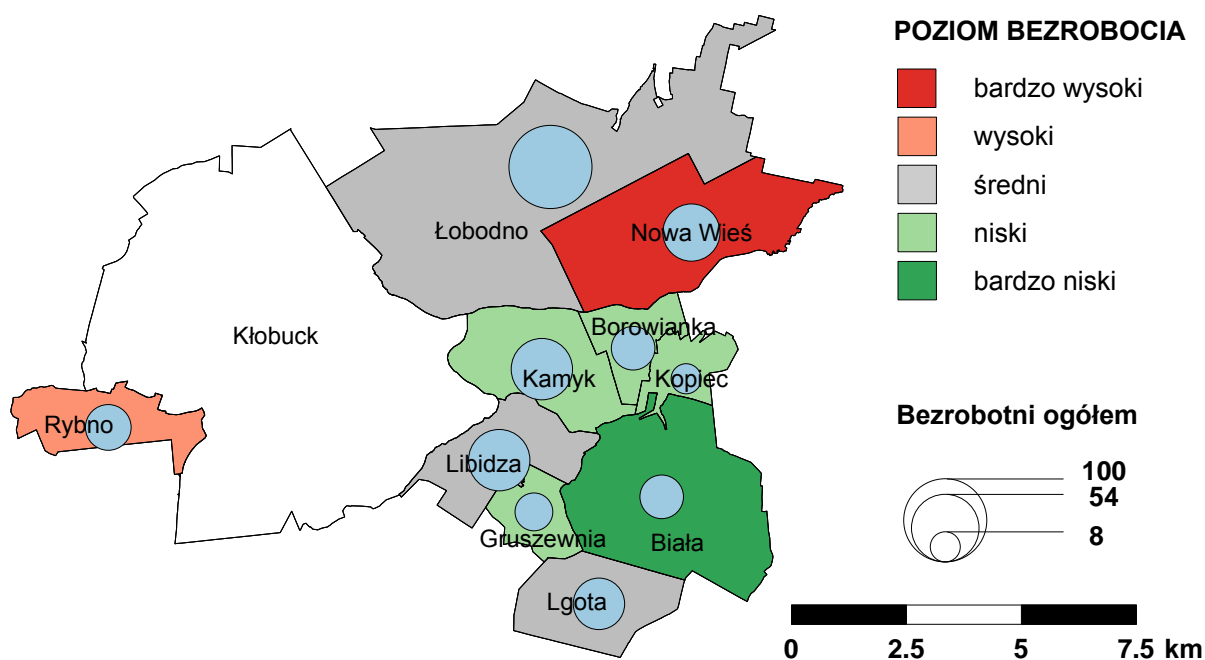 POZIOM BEZROBOCIA
bardzo wysoki
wysoki
średni
niski
bardzo niski
Łobodno
Nowa Wieś
Borowianka
Kłobuck
Kamyk
Kopiec
Rybno
Libidza
Gruszewnia
Biała
Lgota
Bezrobotni ogółem
100
54
8
0 2.5 5 7.5 km